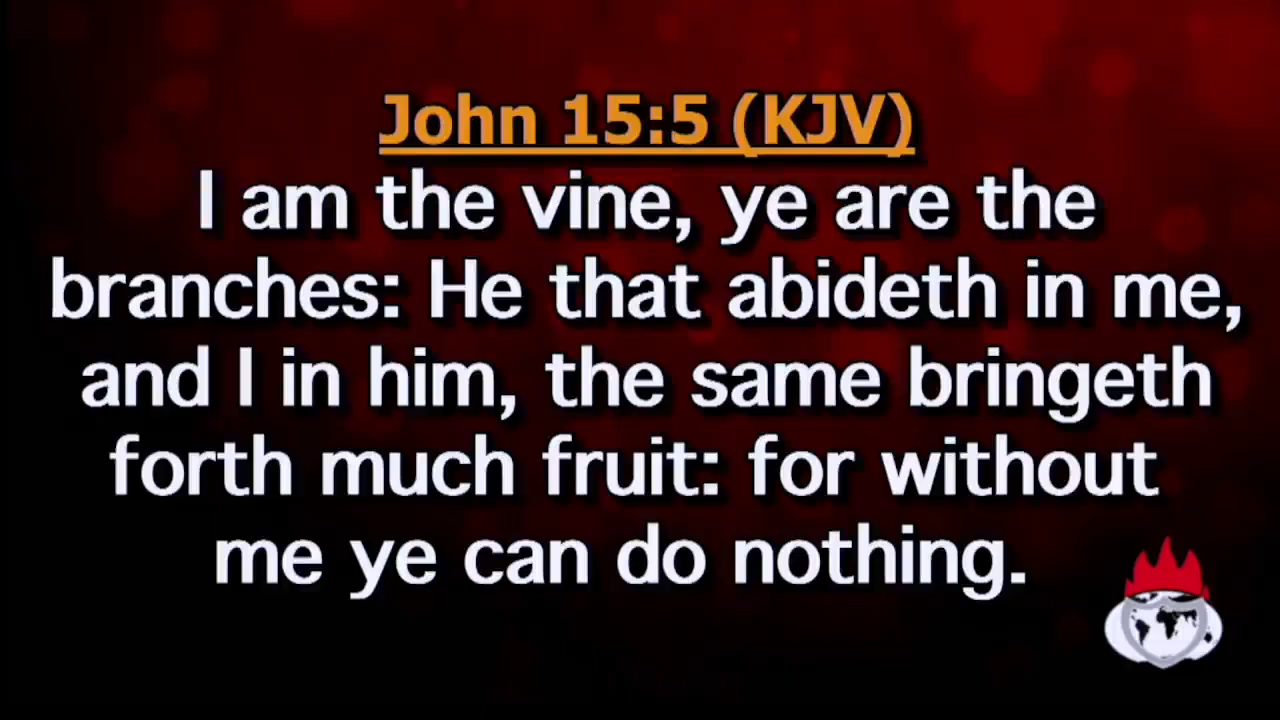 John 15:5 (KJV)
I am the vine, ye are the
branches: He that abideth in me,
and I in him, the same bringeth
forth much fruit: for without
me ye can do nothing.